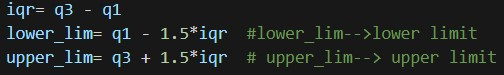 iqr= q3 - q1
lower_lim= q1 - 1.5*iqr  #lower_lim-->lower limit
upper_lim= q3 + 1.5*iqr  # upper_lim--> upper limit